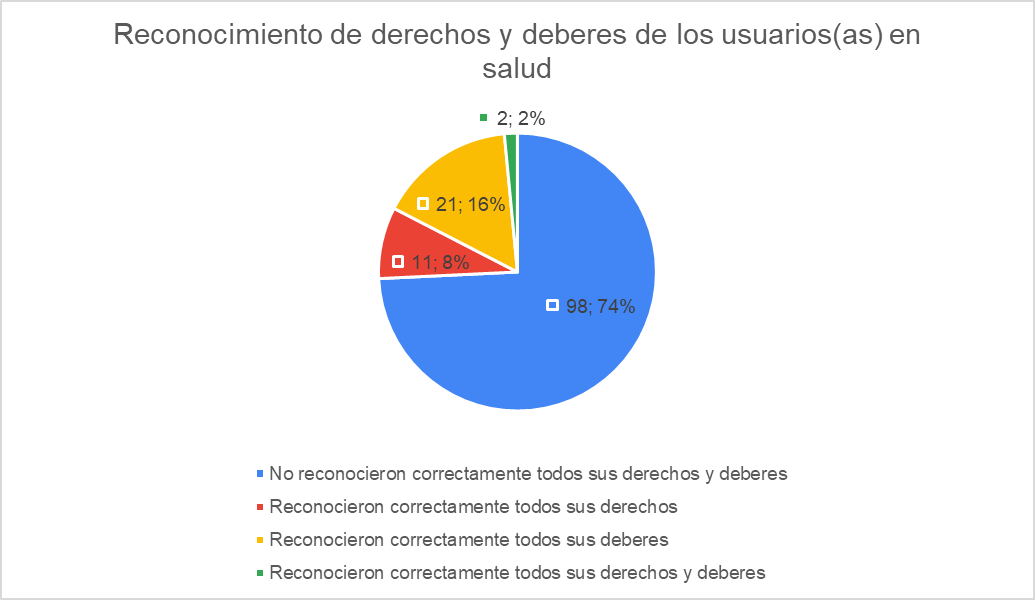 Reconocimiento de derechos y deberes de los usuarios(as) en
salud
2; 2%
21; 16%
11; 8%
98; 74%
No reconocieron correctamente todos sus derechos y deberes
Reconocieron correctamente todos sus derechos
Reconocieron correctamente todos sus deberes
Reconocieron correctamente todos sus derechos y deberes